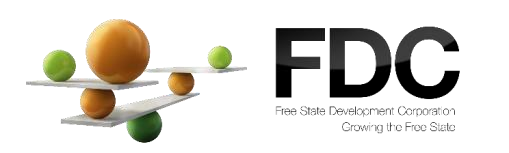 FDC
Free State Development Corporation
Growing the Free State